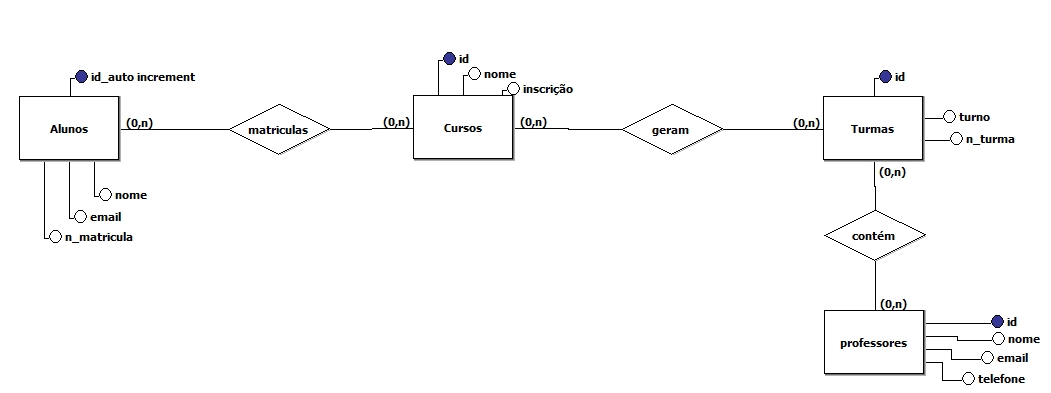 id
nome
inscrição
id_auto increment
id
Alunos
(0,n)
matriculas
(0,n)
Cursos
(0,n)
geram
(0,n)
Turmas
turno
n_turma
(0,n)
nome
email
n_matricula
contém
(0,n)
professores
id
nome
email
telefone